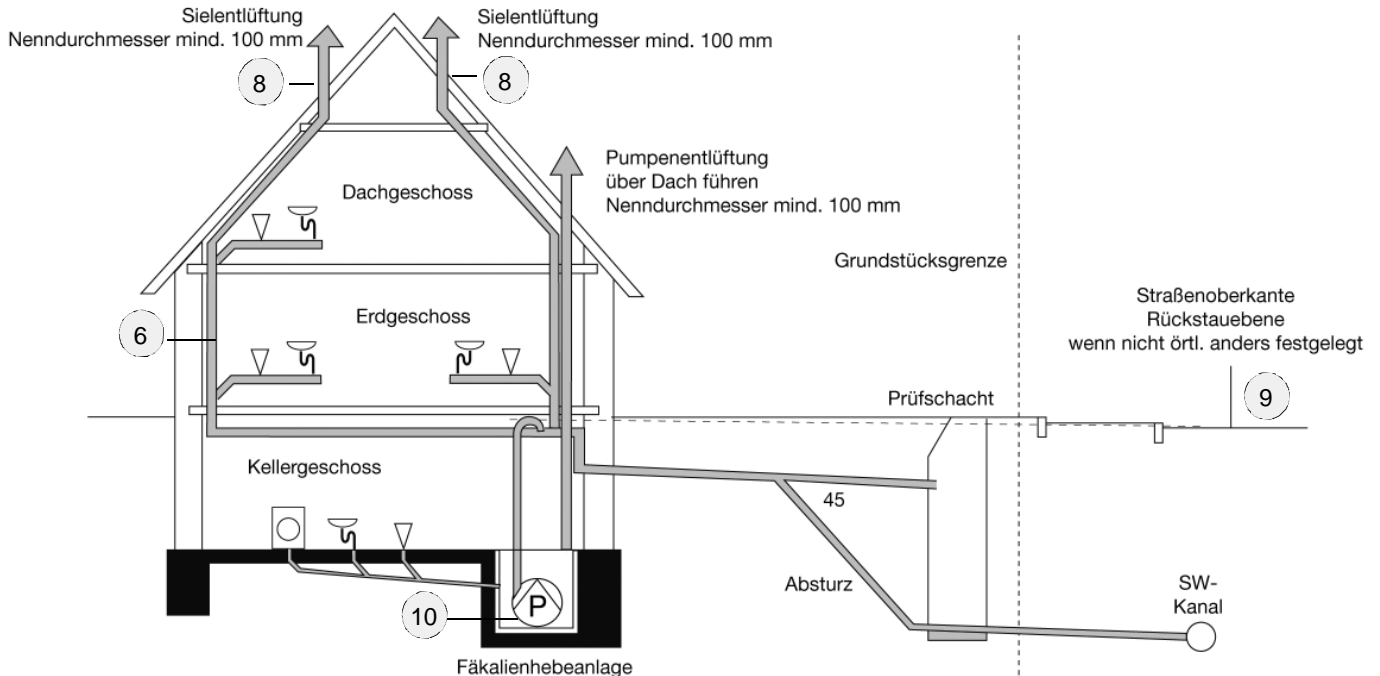 Sielentlüftung
Nenndurchmesser mind. 100 mm
8
Sielentlüftung
Nenndurchmesser mind. 100 mm
8
Pumpenentlüftung
über Dach führen
Nenndurchmesser mind. 100 mm
Dachgeschoss
Grundstücksgrenze
Straßenoberkante
Rückstauebene
wenn nicht örtl. anders festgelegt
9
Erdgeschoss
6
Prüfschacht
Kellergeschoss
45
Absturz
SW-
Kanal
10
P
Fäkalienhebeanlage